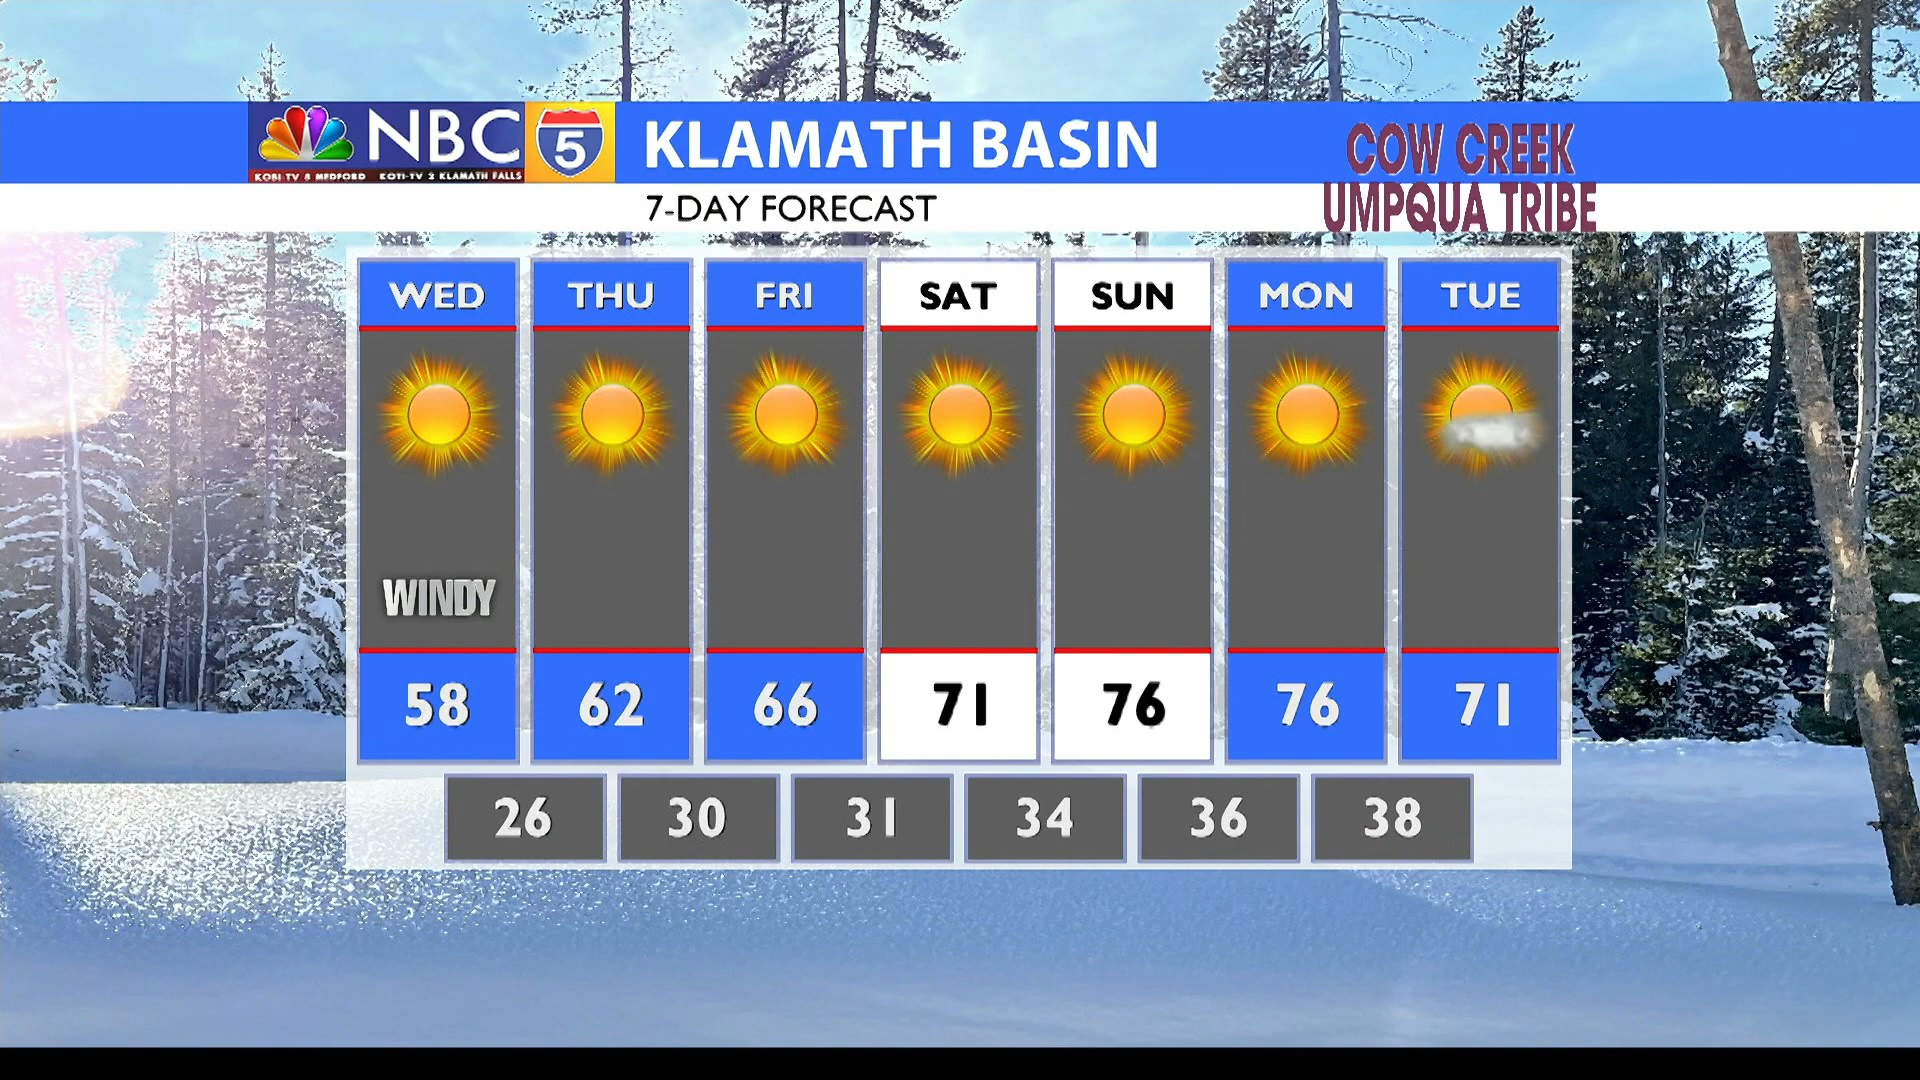 NBC 5
KOBI-TV 5 MEDFORD KOTI-TV 2 KLAMATH FALLS
KLAMATH BASIN
COW CREEK
UMPQUA TRIBE
7-DAY FORECAST
WED THU FRI SAT SUN MON TUE
WINDY
58 62 66 71 76 76 71
26 30 31 34 36 38